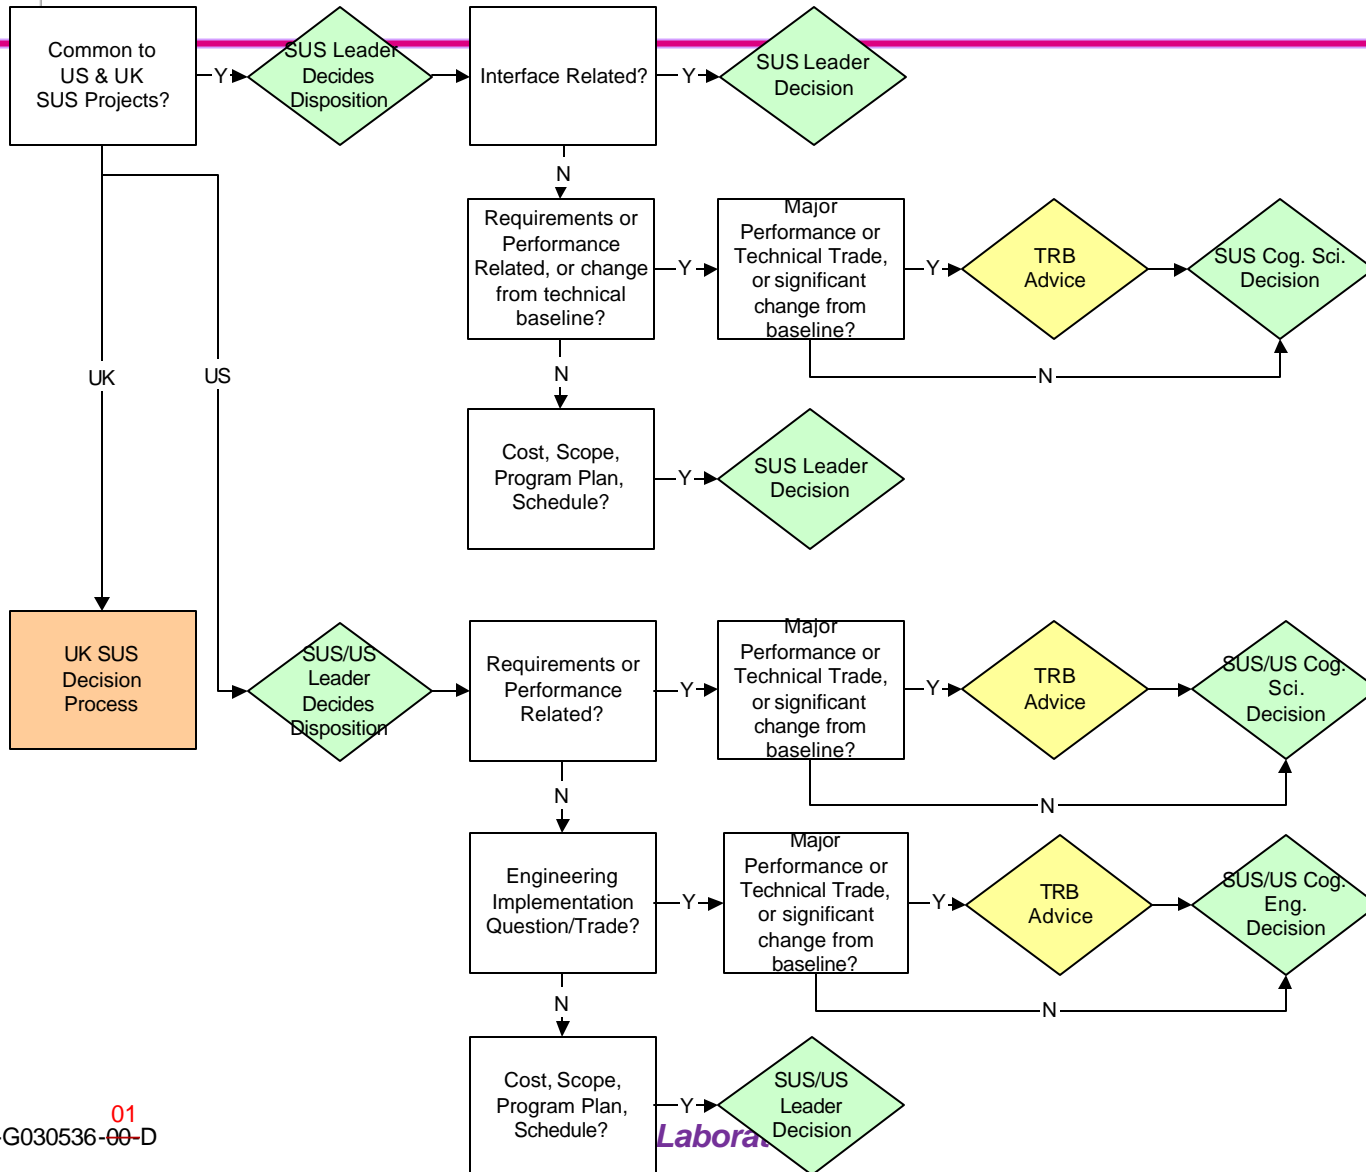 Common to
US & UK
SUS Projects?
Y
SUS Leader
Decides
Disposition
Interface Related?
Y
SUS Leader
Decision
N
Requirements or
Performance
Related, or change
from technical
baseline?
Y
Major
Performance or
Technical Trade,
or significant
change from
baseline?
Y
TRB
Advice
SUS Cog. Sci.
Decision
N
N
UK
US
Cost, Scope,
Program Plan,
Schedule?
Y
SUS Leader
Decision
UK SUS
Decision
Process
SUS/US
Leader
Decides
Disposition
Requirements or
Performance
Related?
Y
Major
Performance or
Technical Trade,
or significant
change from
baseline?
Y
TRB
Advice
SUS/US Cog.
Sci.
Decision
N
N
Engineering
Implementation
Question/Trade?
Y
Major
Performance or
Technical Trade,
or significant
change from
baseline?
Y
TRB
Advice
SUS/US Cog.
Eng.
Decision
N
N
Cost, Scope,
Program Plan,
Schedule?
Y
SUS/US
Leader
Decision
01
-G030536-00-D